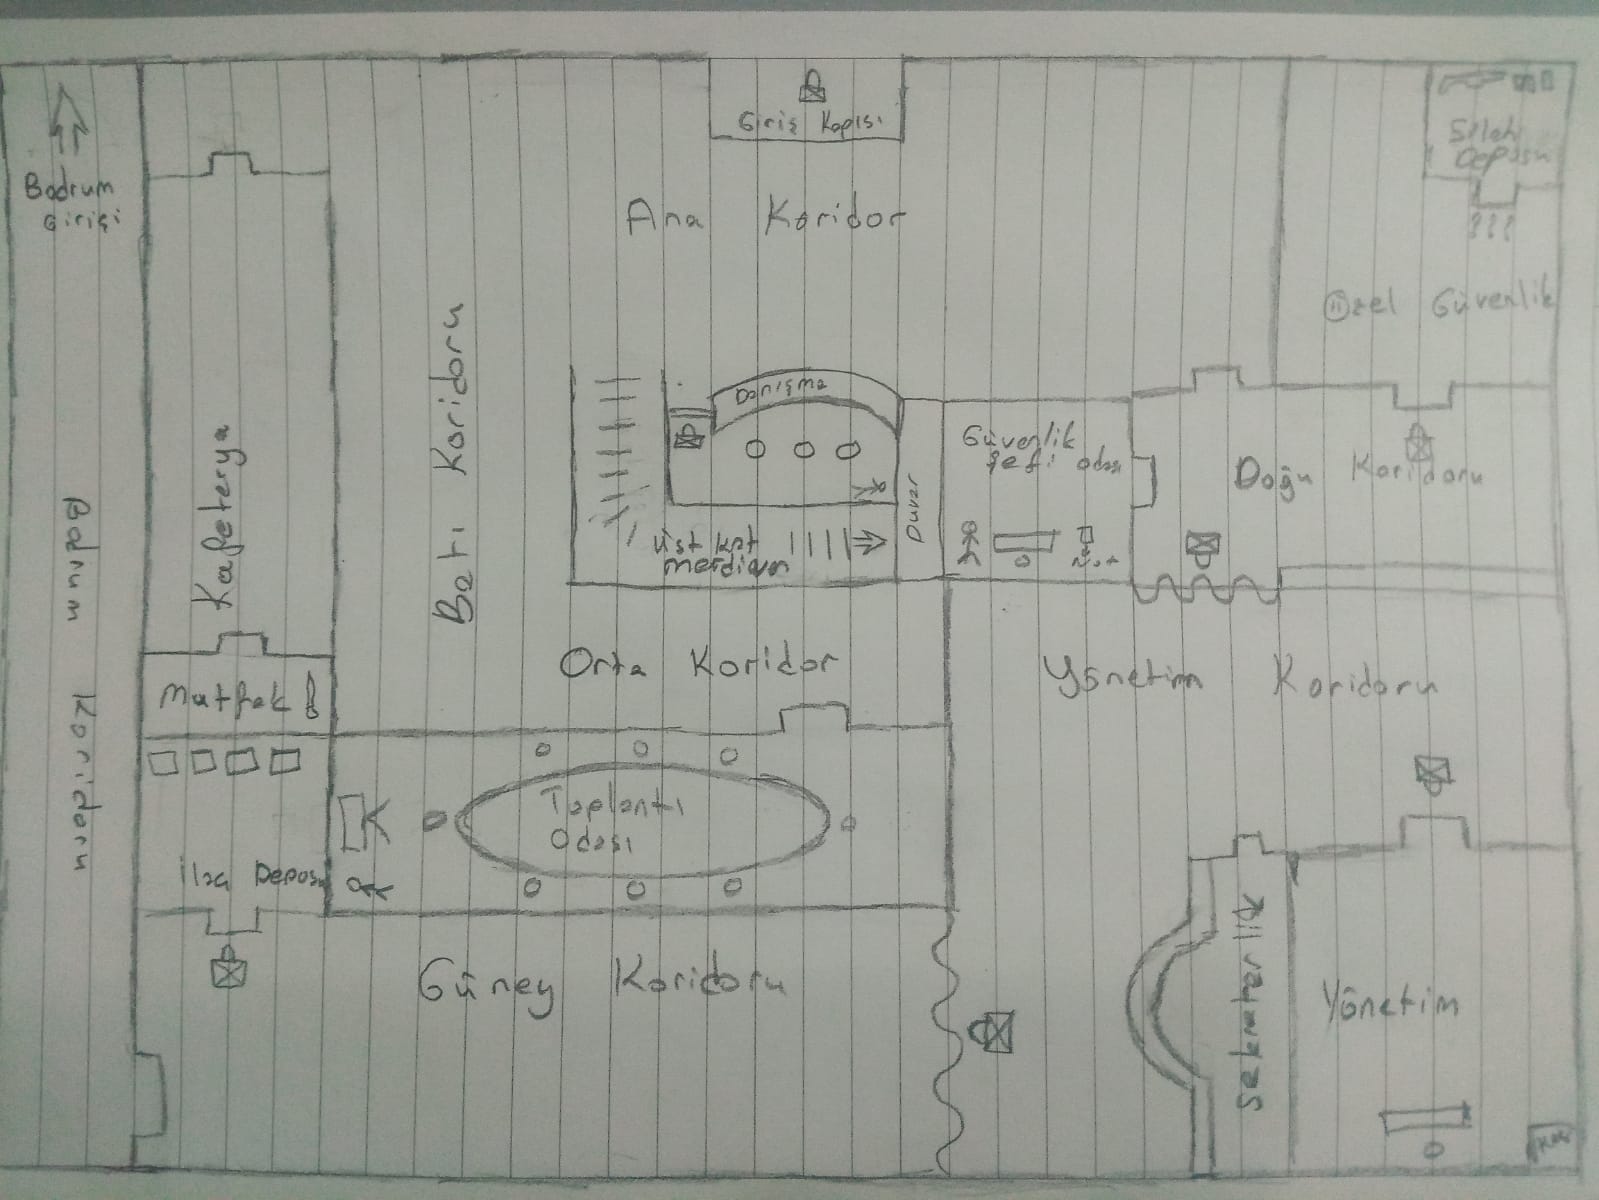 Giriş Kapısı
Silah
Deposu
Bodrum
Girişi
Ana Koridor
Özel Güvenlik
Batı Koridoru
Danışma
Güvenlik
Şefi odası
Doğu Koridoru
Kafeterya
Duvar
Üst kat
merdiven
Not
Bodrum Koridoru
Orta Koridor
Yönetim Koridoru
Mutfak
Toplantı
Odası
İlaç Deposu
Güney Koridoru
Sekreterlik
Yönetim